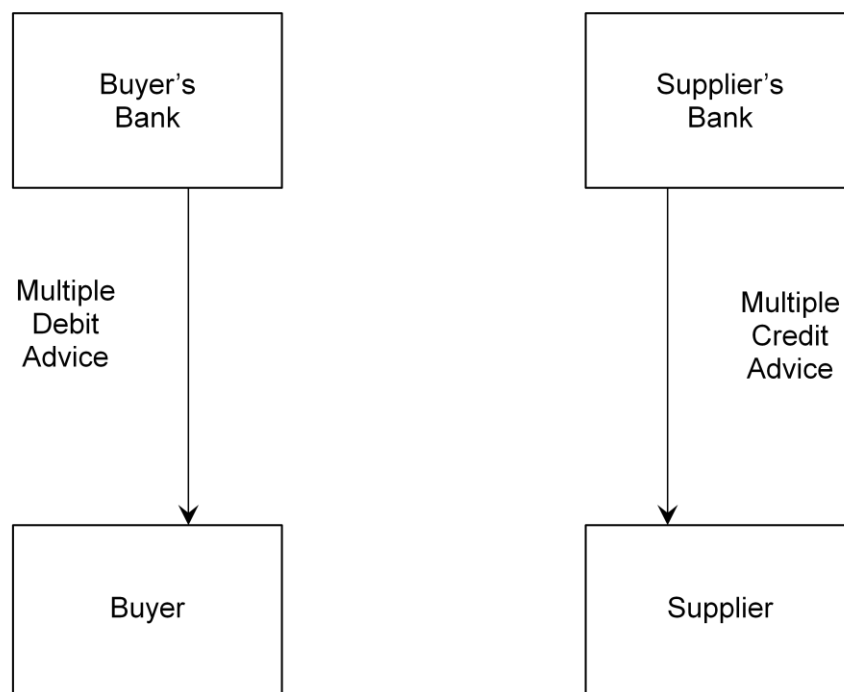 Buyer’s
Bank
Supplier’s
Bank
Multiple
Debit
Advice
Multiple
Credit
Advice
Buyer
Supplier